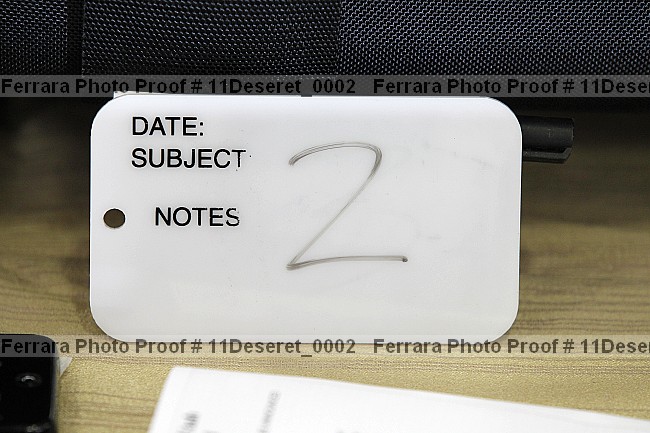 Ferrara Photo Proof # 11Deseret_0002 Ferrara Photo Proof # 11Deser
DATE:
SUBJECT
2
NOTES
Ferrara Photo Proof # 11Deseret_0002 Ferrara Photo Proof # 11Deser